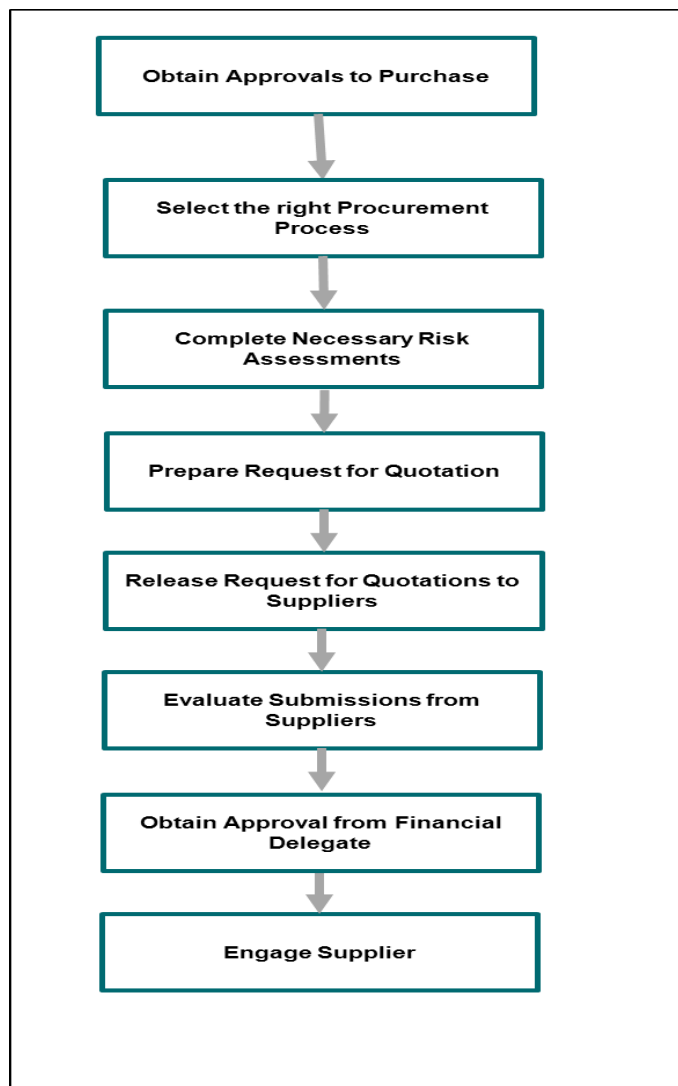 Obtain Approvals to Purchase
Select the right Procurement
Process
Complete Necessary Risk
Assessments
Prepare Request for Quotation
Release Request for Quotations to
Suppliers
Evaluate Submissions from
Suppliers
Obtain Approval from Financial
Delegate
Engage Supplier